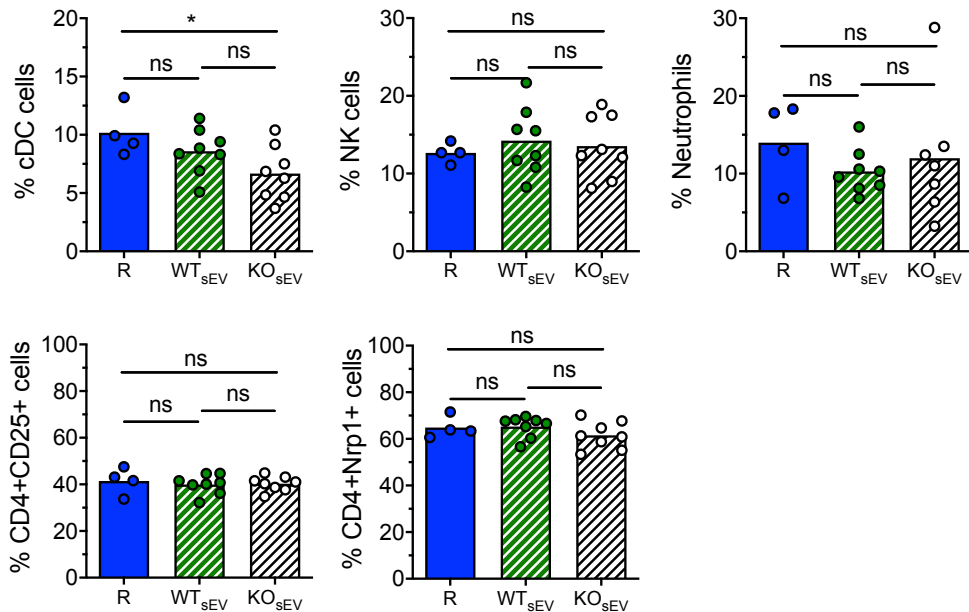 % cDC cells
20
15
10
5
0
*
ns
ns
R
WTsEV
KOsEV
% NK cells
30
20
10
0
ns
ns
ns
R
WTsEV
KOsEV
% Neutrophils
30
20
10
0
ns
ns
ns
R
WTsEV
KOsEV
% CD4+CD25+ cells
100
80
60
40
20
0
ns
ns
ns
R
WTsEV
KOsEV
% CD4+Nrp1+ cells
100
80
60
40
20
0
ns
ns
ns
R
WTsEV
KOsEV